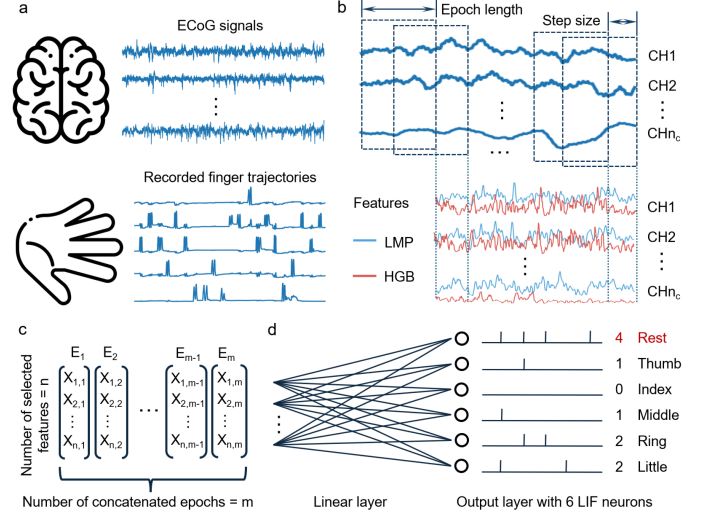 a
ECoG signals
⋮
Recorded finger trajectories
b
Epoch length
Step size
CH1
CH2
⋮ ⋮
CHn_c
...
Features
LMP
HGB
CH1
CH2
⋮ ⋮
CHn_c
c
Number of selected
features = n
E_1 E_2 E_m-1 E_m
X_1,1 X_1,2 X_1,m-1 X_1,m
X_2,1 X_2,2 ... X_2,m-1 X_2,m
⋮ ⋮ ⋮ ⋮
X_n,1 X_n,2 X_n,m-1 X_n,m
Number of concatenated epochs = m
d
⋮
4 Rest
1 Thumb
0 Index
1 Middle
2 Ring
2 Little
Linear layer
Output layer with 6 LIF neurons